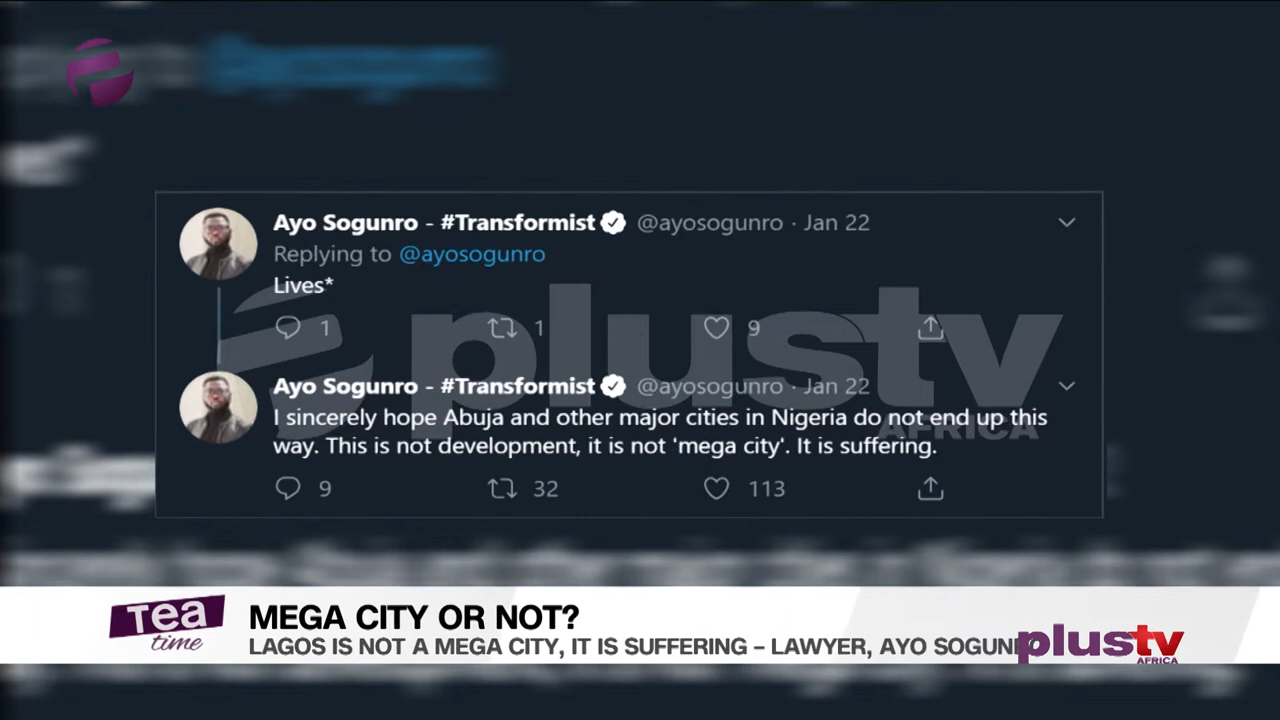 Ayo Sogunro - #Transformist @ayosogunro · Jan 22
Replying to @ayosogunro
Lives*
1 1 9
Ayo Sogunro - #Transformist @ayosogunro · Jan 22
I sincerely hope Abuja and other major cities in Nigeria do not end up this
way. This is not development, it is not 'mega city'. It is suffering.
9 32 113
plustv
AFRICA
Tea
time
MEGA CITY OR NOT?
LAGOS IS NOT A MEGA CITY, IT IS SUFFERING – LAWYER, AYO
plustv
AFRICA